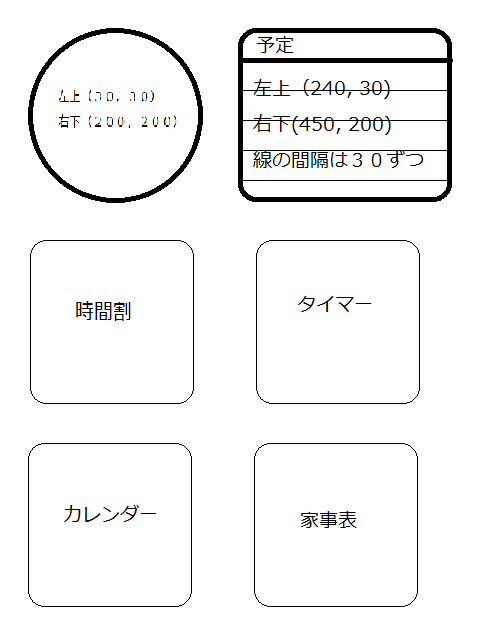 左上（３０，３０）
右下（２００，２００）
予定
左上（240, 30)
右下(450, 200)
線の間隔は３０ずつ
時間割
タイマー
カレンダー
家事表